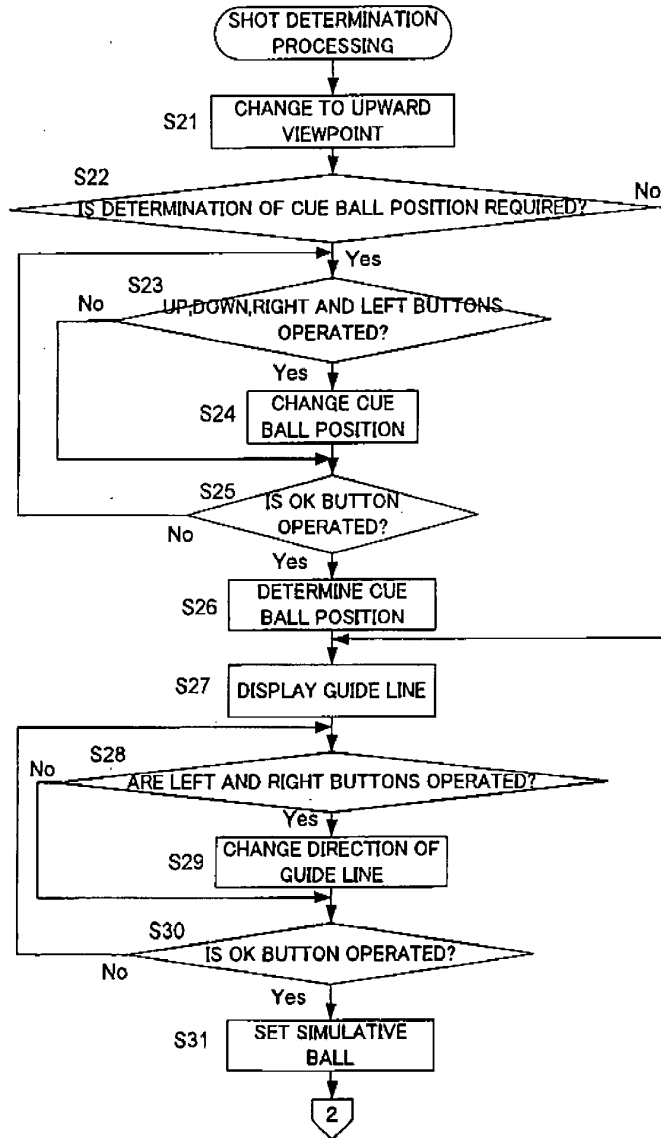 SHOT DETERMINATION
PROCESSING
S21
CHANGE TO UPWARD
VIEWPOINT
S22
No
IS DETERMINATION OF CUE BALL POSITION REQUIRED?
Yes
S23
No
UP,DOWN,RIGHT AND LEFT BUTTONS
OPERATED?
Yes
S24
CHANGE CUE
BALL POSITION
S25
IS OK BUTTON
OPERATED?
No
Yes
S26
DETERMINE CUE
BALL POSITION
S27
DISPLAY GUIDE LINE
S28
No
ARE LEFT AND RIGHT BUTTONS OPERATED?
Yes
S29
CHANGE DIRECTION OF
GUIDE LINE
S30
IS OK BUTTON OPERATED?
No
Yes
S31
SET SIMULATIVE
BALL
2